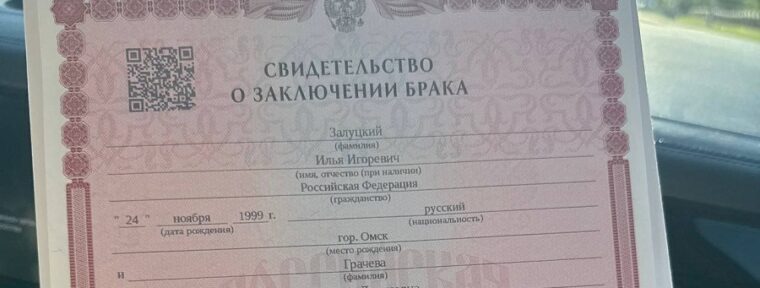 СВИДЕТЕЛЬСТВО
О ЗАКЛЮЧЕНИИ БРАКА
Залуцкий
(фамилия)
Илья Игоревич
(имя, отчество (при наличии)
Российская Федерация
(гражданство)
" 24 " ноября 1999 г. русский
(дата рождения) (национальность)
гор. Омск
(место рождения)
и Грачева
(фамилия)